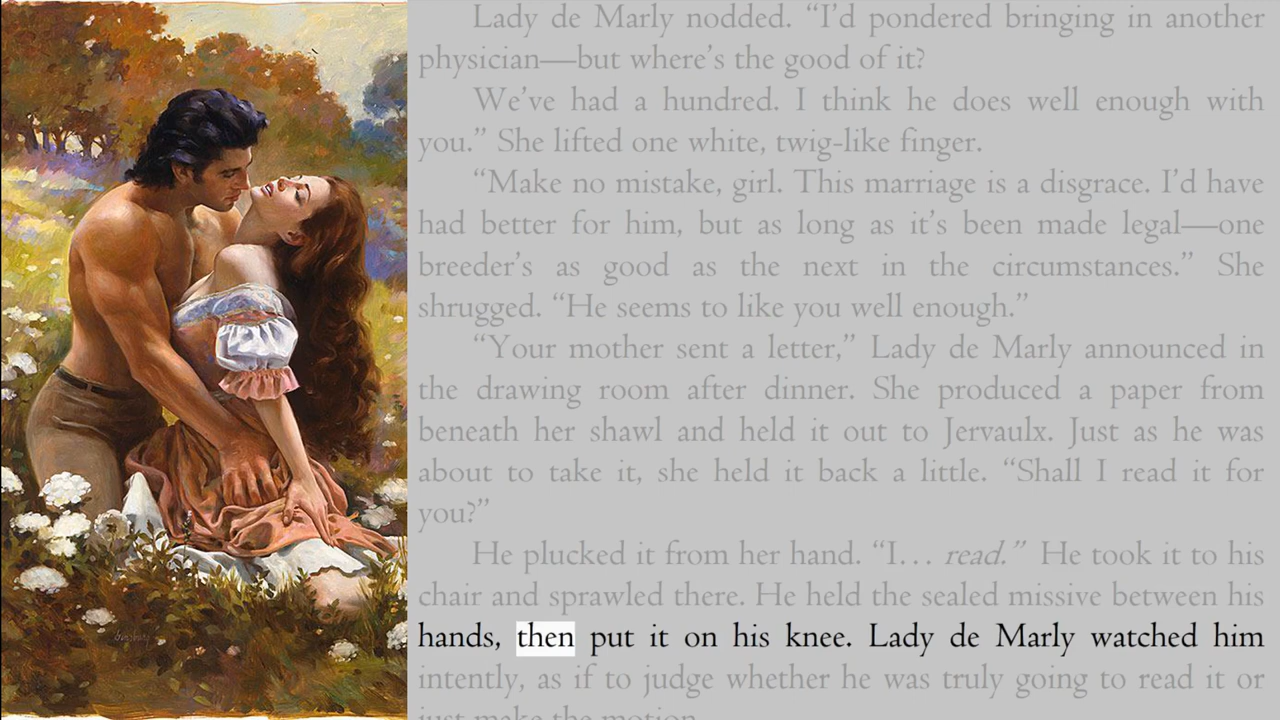 Lady de Marly nodded. “I’d pondered bringing in another
physician—but where’s the good of it?
We’ve had a hundred. I think he does well enough with
you.” She lifted one white, twig-like finger.
“Make no mistake, girl. This marriage is a disgrace. I’d have
had better for him, but as long as it’s been made legal—one
breeder’s as good as the next in the circumstances.” She
shrugged. “He seems to like you well enough.”
“Your mother sent a letter,” Lady de Marly announced in
the drawing room after dinner. She produced a paper from
beneath her shawl and held it out to Jervaulx. Just as he was
about to take it, she held it back a little. “Shall I read it for
you?”
He plucked it from her hand. “I… read.” He took it to his
chair and sprawled there. He held the sealed missive between his
hands, then put it on his knee. Lady de Marly watched him
intently, as if to judge whether he was truly going to read it or
just make the motion.